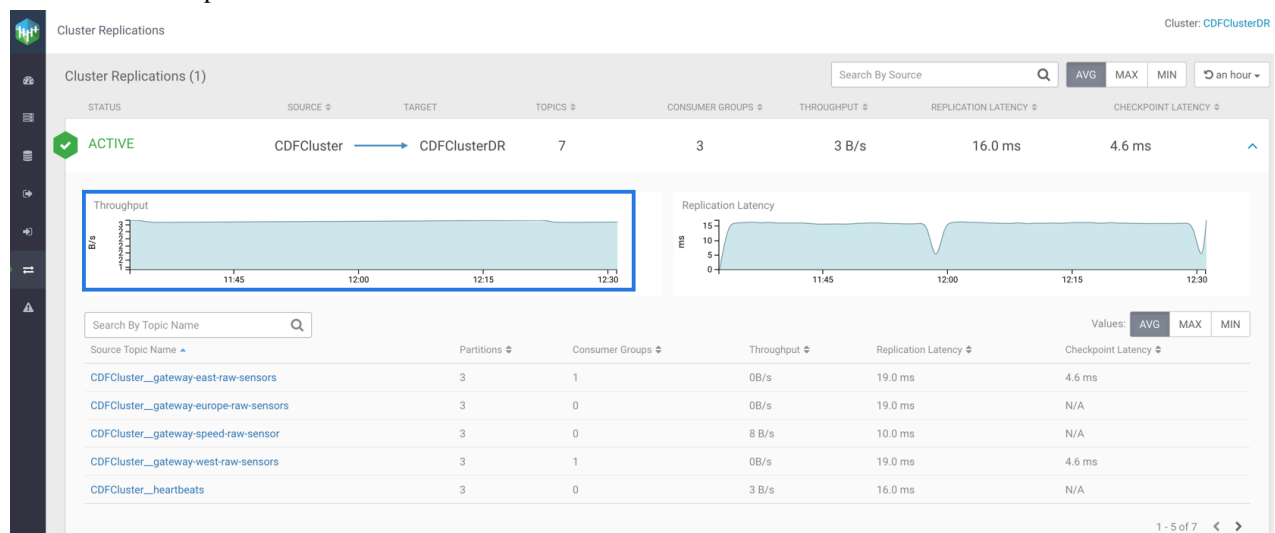 Cluster Replications
Cluster: CDFClusterDR
Cluster Replications (1)
Search By Source
AVG MAX MIN
an hour
STATUS SOURCE TARGET TOPICS CONSUMER GROUPS THROUGHPUT REPLICATION LATENCY CHECKPOINT LATENCY
ACTIVE CDFCluster CDFClusterDR 7 3 3 B/s 16.0 ms 4.6 ms
Throughput
B/s
3
3
2
2
2
2
1
11:45 12:00 12:15 12:30
Replication Latency
ms
15
10
5
0
11:45 12:00 12:15 12:30
Search By Topic Name
Values: AVG MAX MIN
Source Topic Name Partitions Consumer Groups Throughput Replication Latency Checkpoint Latency
CDFCluster__gateway-east-raw-sensors 3 1 0B/s 19.0 ms 4.6 ms
CDFCluster__gateway-europe-raw-sensors 3 0 0B/s 19.0 ms N/A
CDFCluster__gateway-speed-raw-sensor 3 0 8 B/s 10.0 ms N/A
CDFCluster__gateway-west-raw-sensors 3 1 0B/s 19.0 ms 4.6 ms
CDFCluster__heartbeats 3 0 3 B/s 16.0 ms N/A
1 - 5 of 7